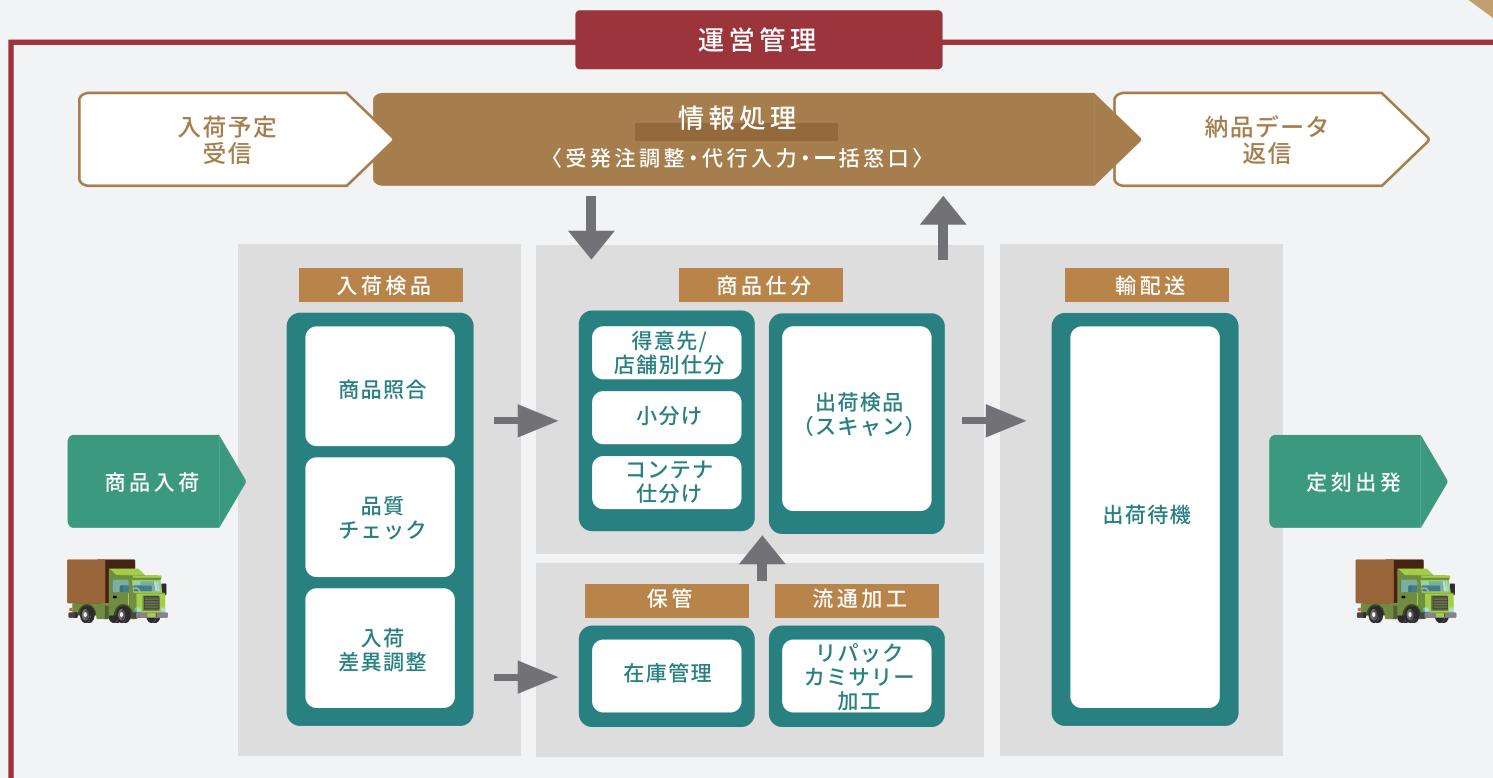 運営管理
入荷予定
受信
情報処理
〈受発注調整・代行入力・一括窓口〉
納品データ
返信
商品入荷
入荷検品
商品照合
品質
チェック
入荷
差異調整
商品仕分
得意先/
店舗別仕分
小分け
コンテナ
仕分け
出荷検品
（スキャン）
保管
在庫管理
流通加工
リパック
カミサリー
加工
輸配送
出荷待機
定刻出発